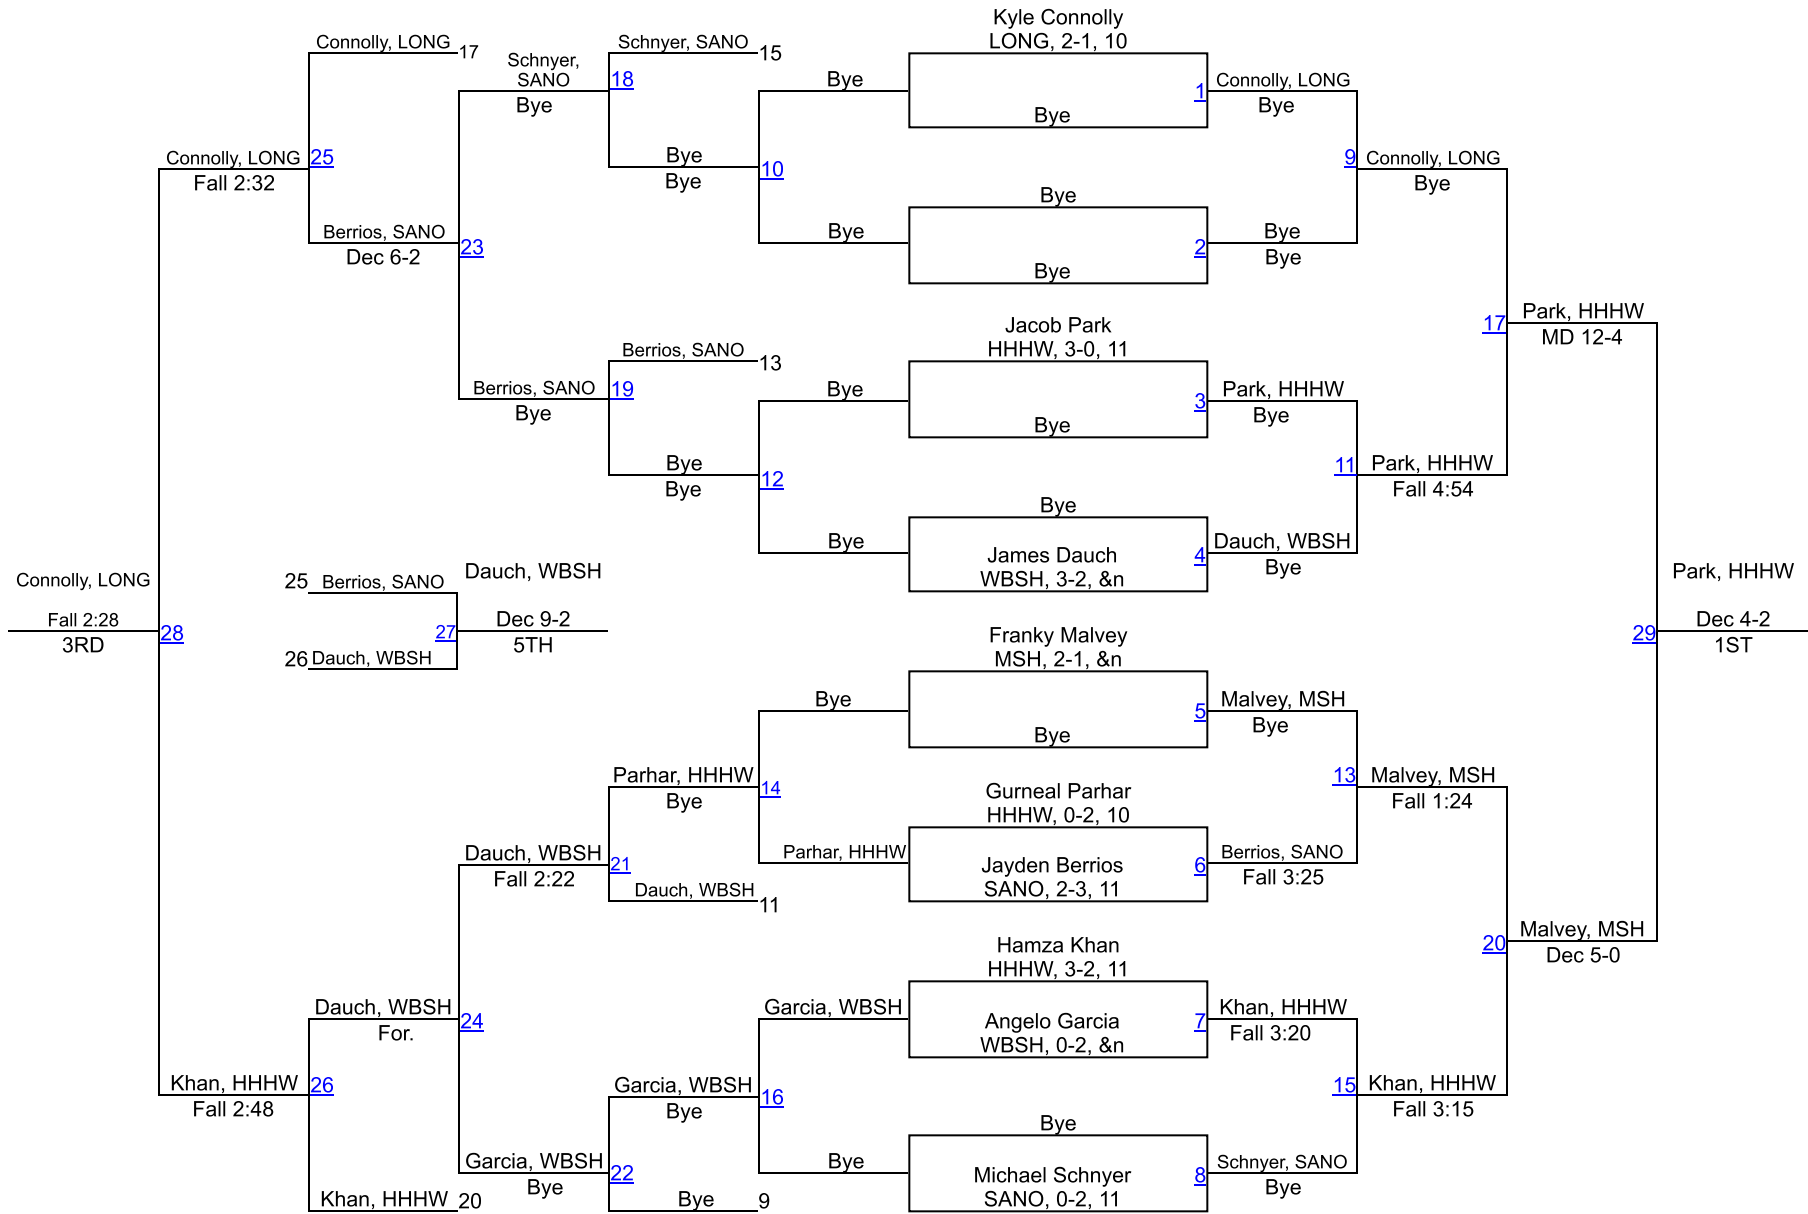 Kyle Connolly
LONG, 2-1, 10
Connolly, LONG
17
Schnyer, SANO
15
Schnyer,
SANO
18
Bye
1
Connolly, LONG
Bye
Bye
Bye
Connolly, LONG
25
Fall 2:32
Bye
10
Bye
9
Connolly, LONG
Bye
Bye
Berrios, SANO
23
Dec 6-2
Bye
2
Bye
Bye
Bye
Jacob Park
HHHW, 3-0, 11
17
Park, HHHW
MD 12-4
Berrios, SANO
13
Berrios, SANO
19
Bye
Bye
3
Park, HHHW
Bye
Bye
Bye
12
Bye
11
Park, HHHW
Fall 4:54
Bye
Bye
James Dauch
WBSH, 3-2, &n
4
Dauch, WBSH
Bye
Connolly, LONG
Fall 2:28
28
3RD
25
Berrios, SANO
Dauch, WBSH
27
Dec 9-2
5TH
26
Dauch, WBSH
Park, HHHW
29
Dec 4-2
1ST
Franky Malvey
MSH, 2-1, &n
Bye
5
Malvey, MSH
Bye
Bye
Parhar, HHHW
14
Bye
13
Malvey, MSH
Fall 1:24
Gurneal Parhar
HHHW, 0-2, 10
Parhar, HHHW
Jayden Berrios
SANO, 2-3, 11
6
Berrios, SANO
Fall 3:25
Dauch, WBSH
21
Fall 2:22
Dauch, WBSH
11
Hamza Khan
HHHW, 3-2, 11
20
Malvey, MSH
Dec 5-0
Dauch, WBSH
24
For.
Garcia, WBSH
Angelo Garcia
WBSH, 0-2, &n
7
Khan, HHHW
Fall 3:20
Khan, HHHW
26
Fall 2:48
Garcia, WBSH
16
Bye
15
Khan, HHHW
Fall 3:15
Bye
Garcia, WBSH
22
Bye
Bye
Michael Schnyer
SANO, 0-2, 11
8
Schnyer, SANO
Bye
Khan, HHHW
20
Bye
9